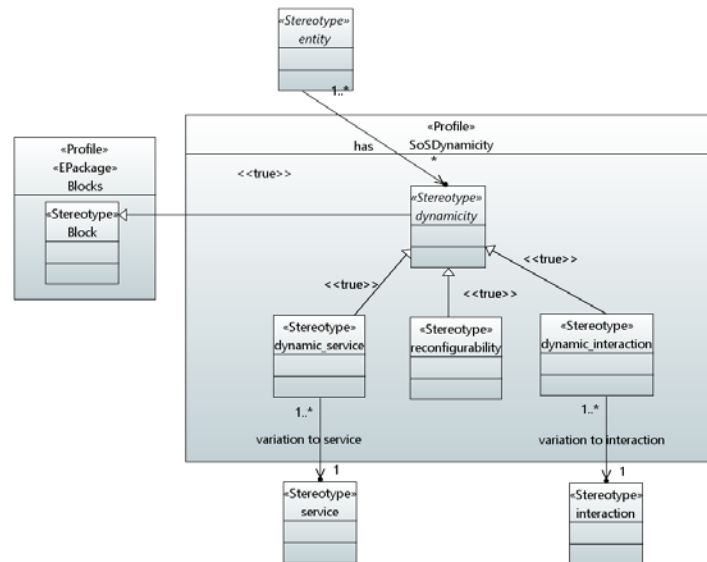 «Stereotype»
entity
1..*
«Profile»
SoSDynamicity
has
*
«Profile»
«EPackage»
Blocks
<<true>>
«Stereotype»
Block
«Stereotype»
dynamicity
<<true>>
<<true>>
<<true>>
«Stereotype»
dynamic_service
«Stereotype»
reconfigurability
«Stereotype»
dynamic_interaction
1..*
1..*
variation to service
variation to interaction
1
1
«Stereotype»
service
«Stereotype»
interaction